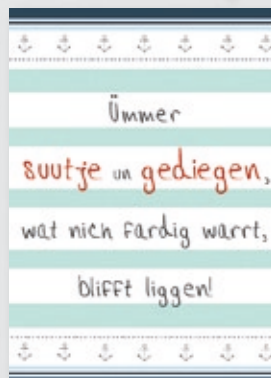 Ümmer
suutje un gediegen,
wat nich fardig warrt,
blifft liggen!